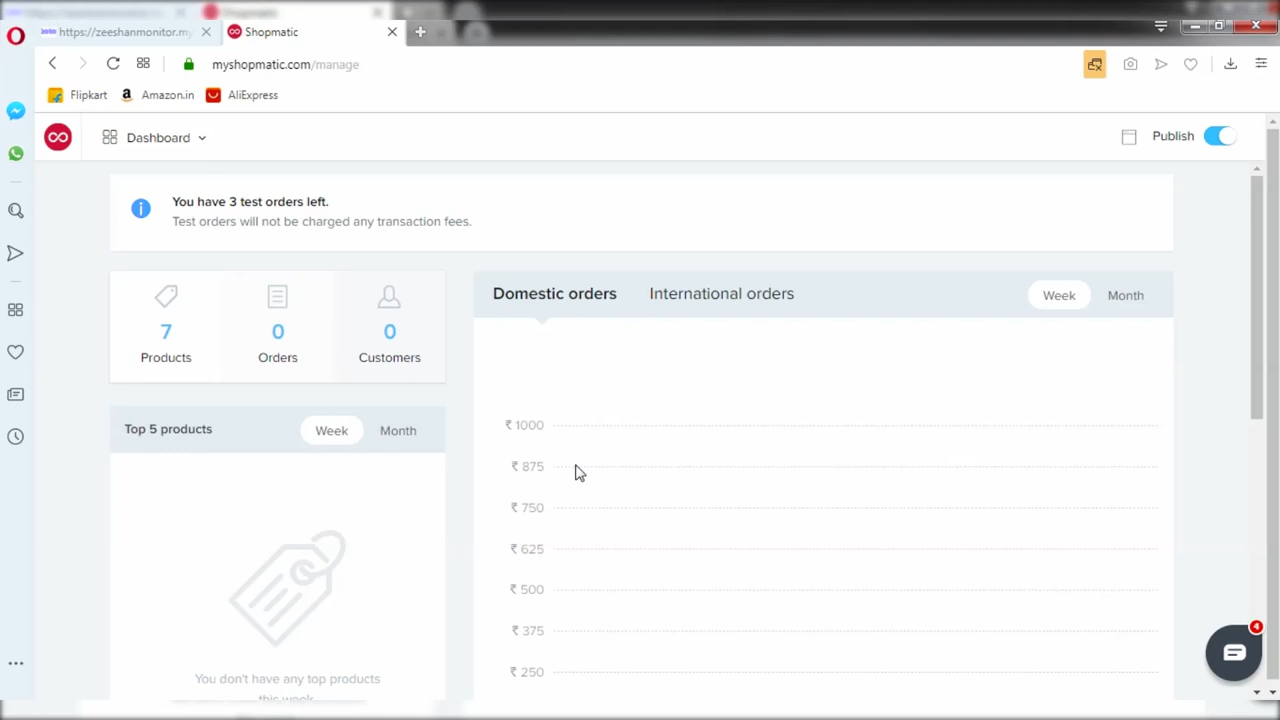 https://zeeshanmonitor.my
Shopmatic
myshopmatic.com/manage
Flipkart
Amazon.in
AliExpress
Dashboard
Publish
You have 3 test orders left.
Test orders will not be charged any transaction fees.
7
Products
0
Orders
0
Customers
Domestic orders
International orders
Week
Month
Top 5 products
Week
Month
You don't have any top products
this week
₹ 1000
₹ 875
₹ 750
₹ 625
₹ 500
₹ 375
₹ 250
4